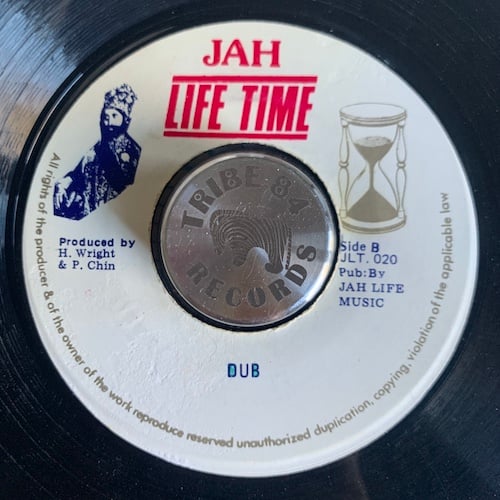 JAH
LIFE TIME
TRIBE 84
RECORDS
Produced by
H. Wright
& P. Chin
Side B
JLT. 020
Pub: By
JAH LIFE
MUSIC
DUB
All rights of the producer & of the owner of the work reproduce reserved unauthorized duplication, copying, violation of the applicable law